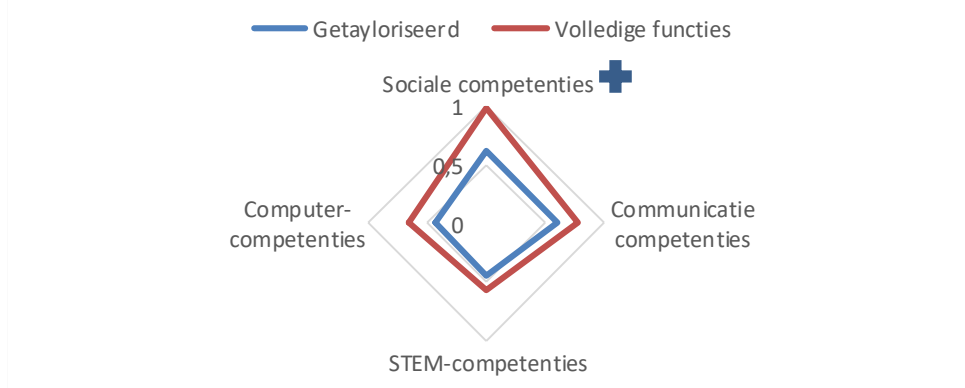 Getayloriseerd Volledige functies
Sociale competenties
1
0,5
Computer-
competenties
0
Communicatie
competenties
STEM-competenties